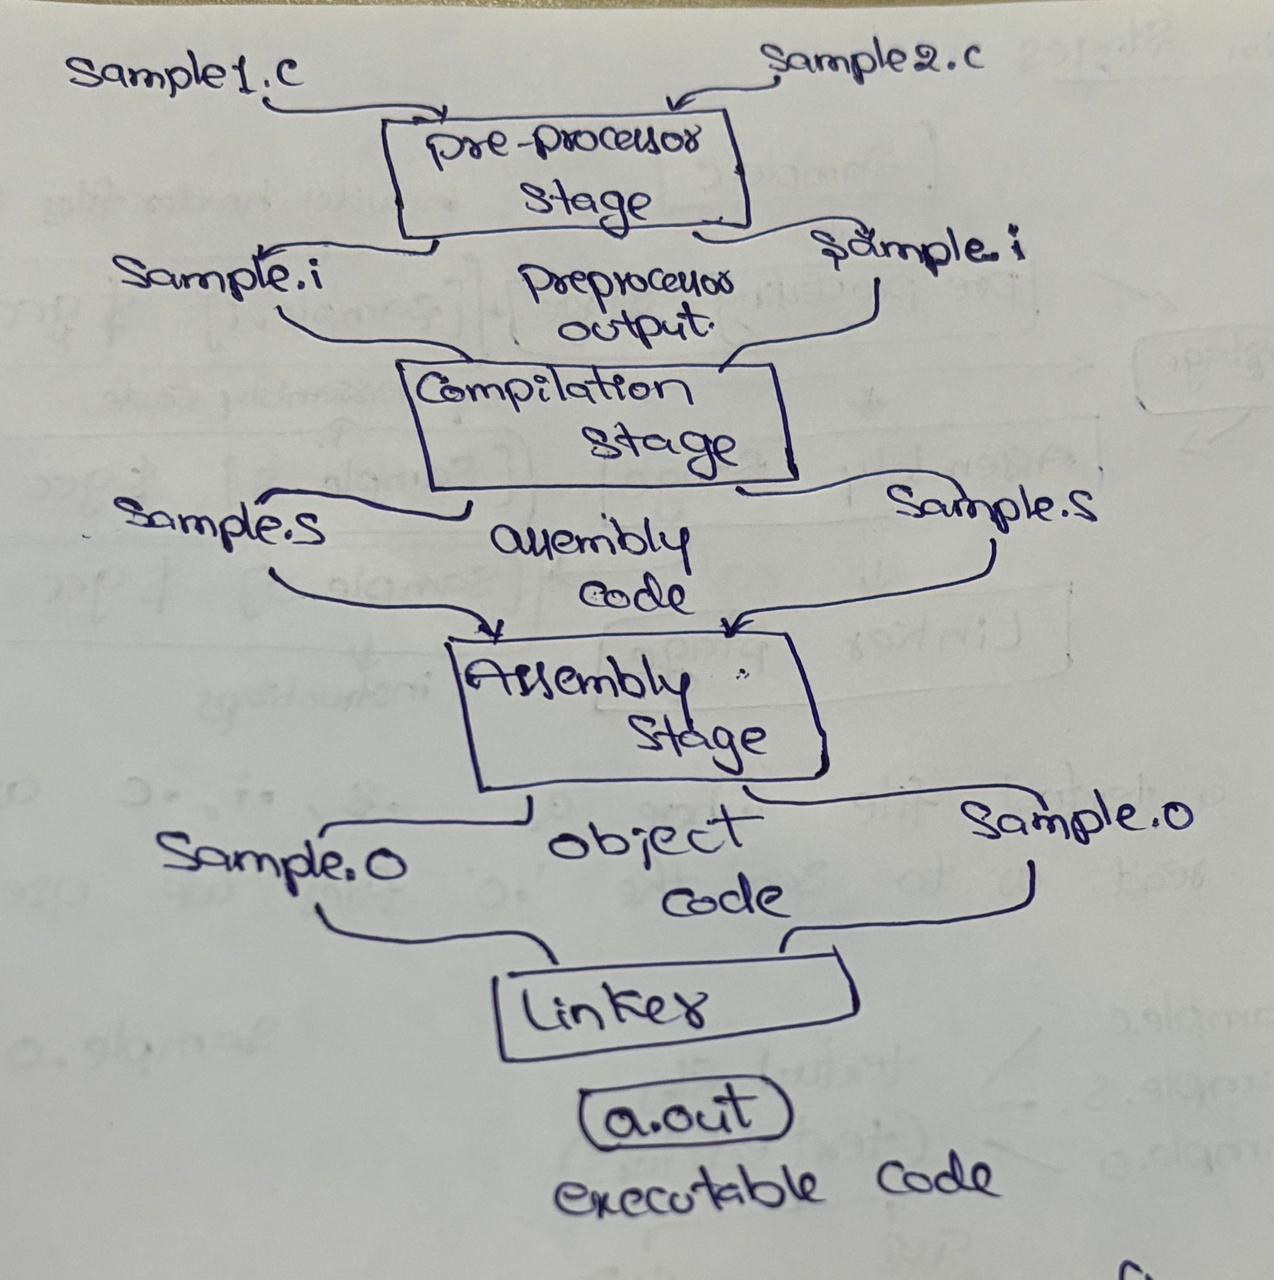 Sample1.c
Sample2.c
Pre-processor
Stage
Sample.i
Sample.i
Preprocessor
output.
Compilation
Stage
Sample.s
Sample.s
assembly
code
Assembly
Stage
Sample.o
Sample.o
object
code
Linker
a.out
executable code